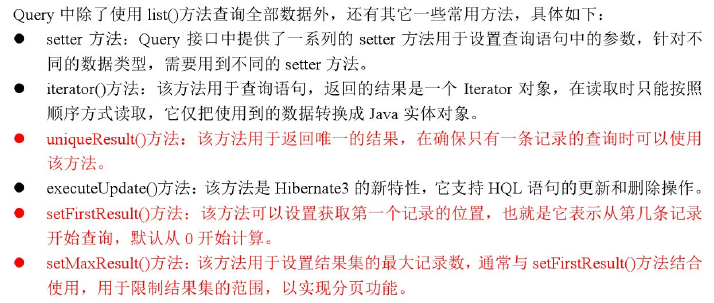 Query 中除了使用 list()方法查询全部数据外，还有其它一些常用方法，具体如下：
● setter 方法：Query 接口中提供了一系列的 setter 方法用于设置查询语句中的参数，针对不
同的数据类型，需要用到不同的 setter 方法。
● iterator()方法：该方法用于查询语句，返回的结果是一个 Iterator 对象，在读取时只能按照
顺序方式读取，它仅把使用到的数据转换成 Java 实体对象。
● uniqueResult()方法：该方法用于返回唯一的结果，在确保只有一条记录的查询时可以使用
该方法。
● executeUpdate()方法：该方法是 Hibernate3 的新特性，它支持 HQL 语句的更新和删除操作。
● setFirstResult()方法：该方法可以设置获取第一个记录的位置，也就是它表示从第几条记录
开始查询，默认从 0 开始计算。
● setMaxResult()方法：该方法用于设置结果集的最大记录数，通常与 setFirstResult()方法结合
使用，用于限制结果集的范围，以实现分页功能。